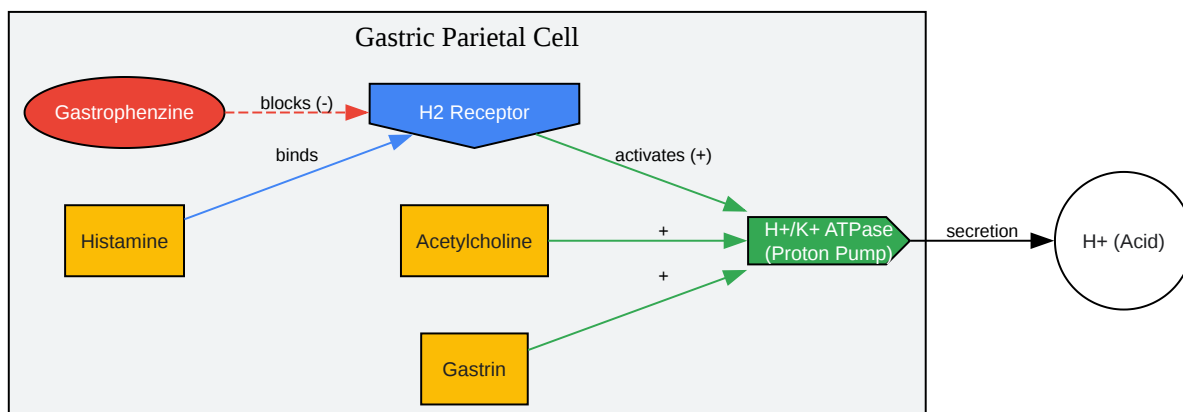 Gastric Parietal Cell
Gastrophenzine
blocks (-)
H2 Receptor
binds
activates (+)
Histamine
Acetylcholine
+
H+/K+ ATPase
(Proton Pump)
secretion
H+ (Acid)
+
Gastrin